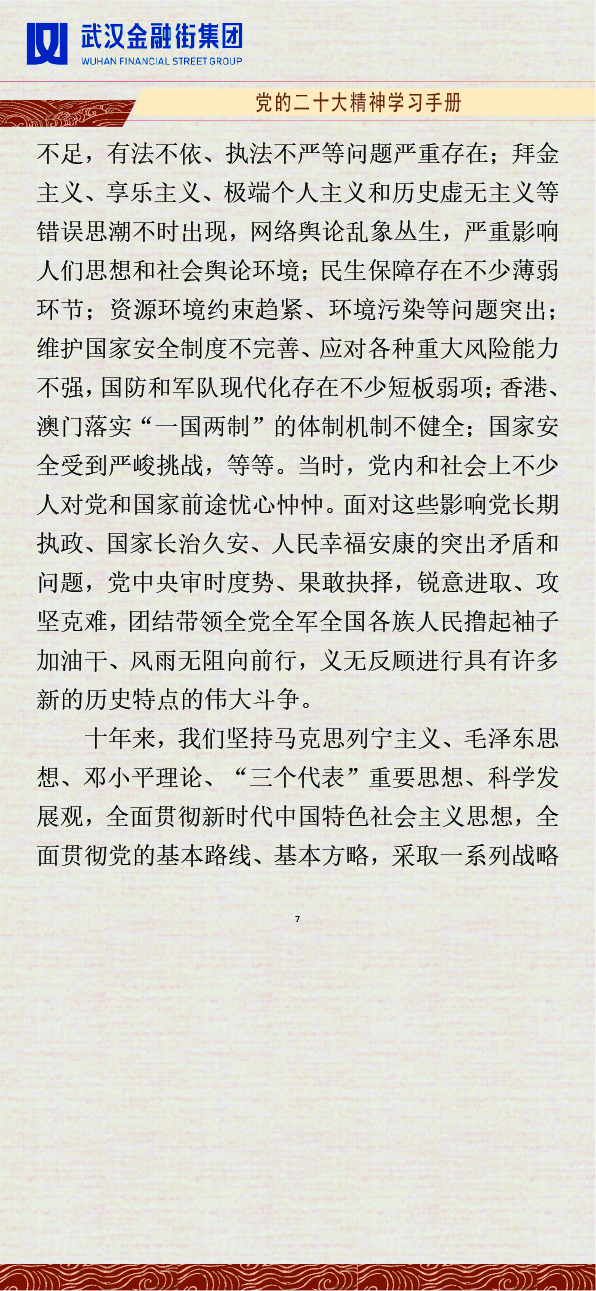 武汉金融街集团
WUHAN FINANCIAL STREET GROUP
党的二十大精神学习手册
不足，有法不依、执法不严等问题严重存在；拜金
主义、享乐主义、极端个人主义和历史虚无主义等
错误思潮不时出现，网络舆论乱象丛生，严重影响
人们思想和社会舆论环境；民生保障存在不少薄弱
环节；资源环境约束趋紧、环境污染等问题突出；
维护国家安全制度不完善、应对各种重大风险能力
不强，国防和军队现代化存在不少短板弱项；香港、
澳门落实“一国两制”的体制机制不健全；国家安
全受到严峻挑战，等等。当时，党内和社会上不少
人对党和国家前途忧心忡忡。面对这些影响党长期
执政、国家长治久安、人民幸福安康的突出矛盾和
问题，党中央审时度势、果敢抉择，锐意进取、攻
坚克难，团结带领全党全军全国各族人民撸起袖子
加油干、风雨无阻向前行，义无反顾进行具有许多
新的历史特点的伟大斗争。
十年来，我们坚持马克思列宁主义、毛泽东思
想、邓小平理论、“三个代表”重要思想、科学发
展观，全面贯彻新时代中国特色社会主义思想，全
面贯彻党的基本路线、基本方略，采取一系列战略
7